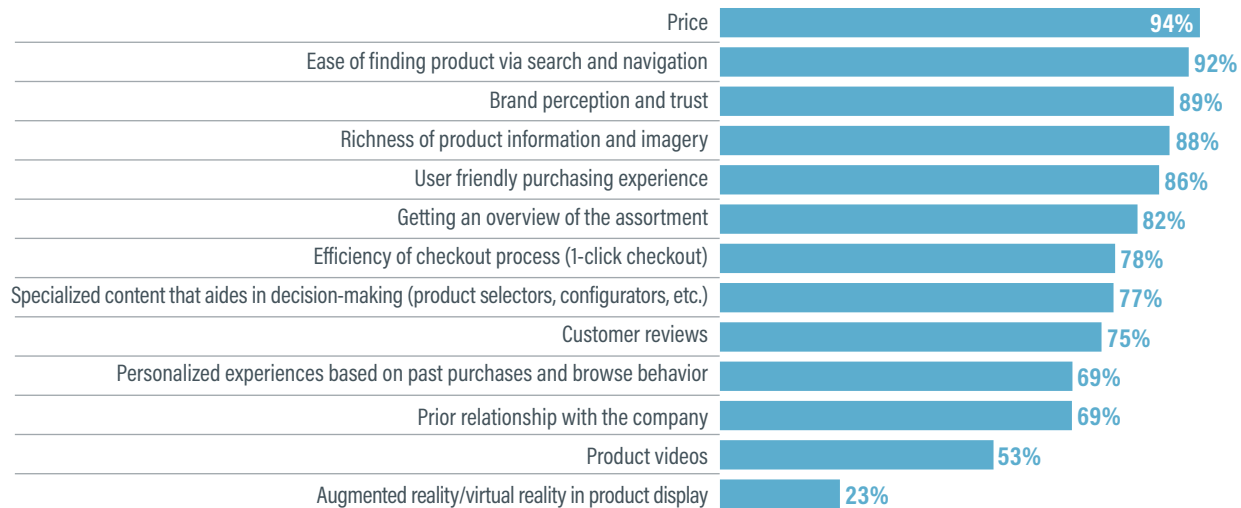 Price 94%
Ease of finding product via search and navigation 92%
Brand perception and trust 89%
Richness of product information and imagery 88%
User friendly purchasing experience 86%
Getting an overview of the assortment 82%
Efficiency of checkout process (1-click checkout) 78%
Specialized content that aides in decision-making (product selectors, configurators, etc.) 77%
Customer reviews 75%
Personalized experiences based on past purchases and browse behavior 69%
Prior relationship with the company 69%
Product videos 53%
Augmented reality/virtual reality in product display 23%